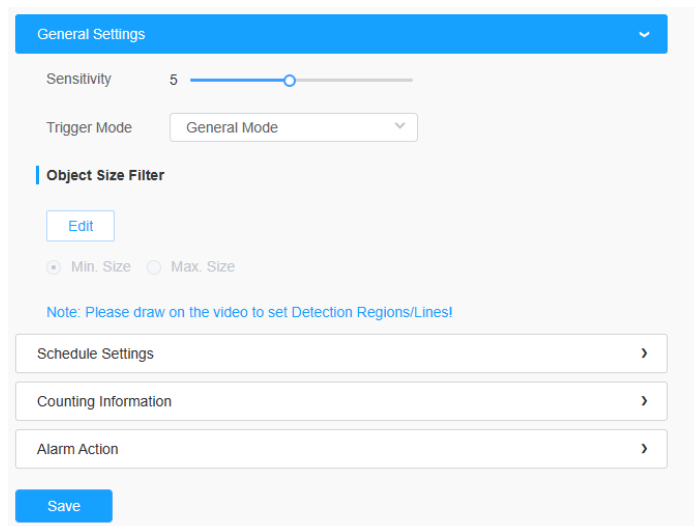 General Settings
Sensitivity 5
Trigger Mode General Mode
Object Size Filter
Edit
Min. Size Max. Size
Note: Please draw on the video to set Detection Regions/Lines!
Schedule Settings
Counting Information
Alarm Action
Save